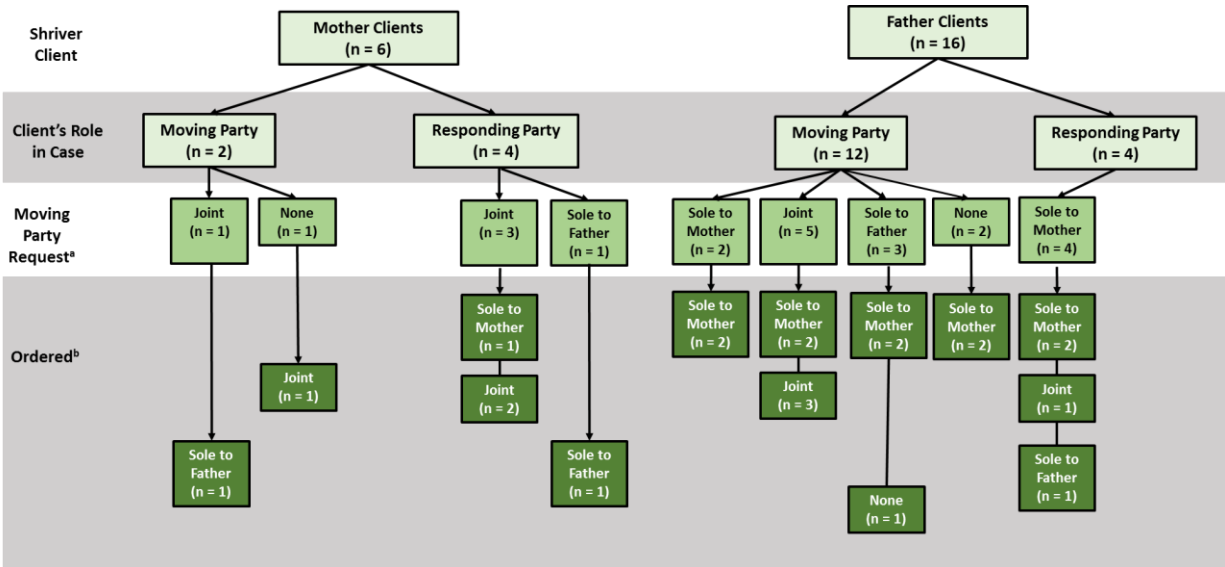 Shriver
Client
Mother Clients
(n = 6)
Father Clients
(n = 16)
Client's Role
in Case
Moving Party
(n = 2)
Responding Party
(n = 4)
Moving Party
(n = 12)
Responding Party
(n = 4)
Moving
Party
Requestᵃ
Joint
(n = 1)
None
(n = 1)
Joint
(n = 3)
Sole to
Father
(n = 1)
Sole to
Mother
(n = 2)
Joint
(n = 5)
Sole to
Father
(n = 3)
None
(n = 2)
Sole to
Mother
(n = 4)
Orderedᵇ
Sole to
Father
(n = 1)
Joint
(n = 1)
Sole to
Mother
(n = 1)
Joint
(n = 2)
Sole to
Father
(n = 1)
Sole to
Mother
(n = 2)
Sole to
Mother
(n = 2)
Joint
(n = 3)
Sole to
Mother
(n = 2)
None
(n = 1)
Sole to
Mother
(n = 2)
Sole to
Mother
(n = 2)
Joint
(n = 1)
Sole to
Father
(n = 1)